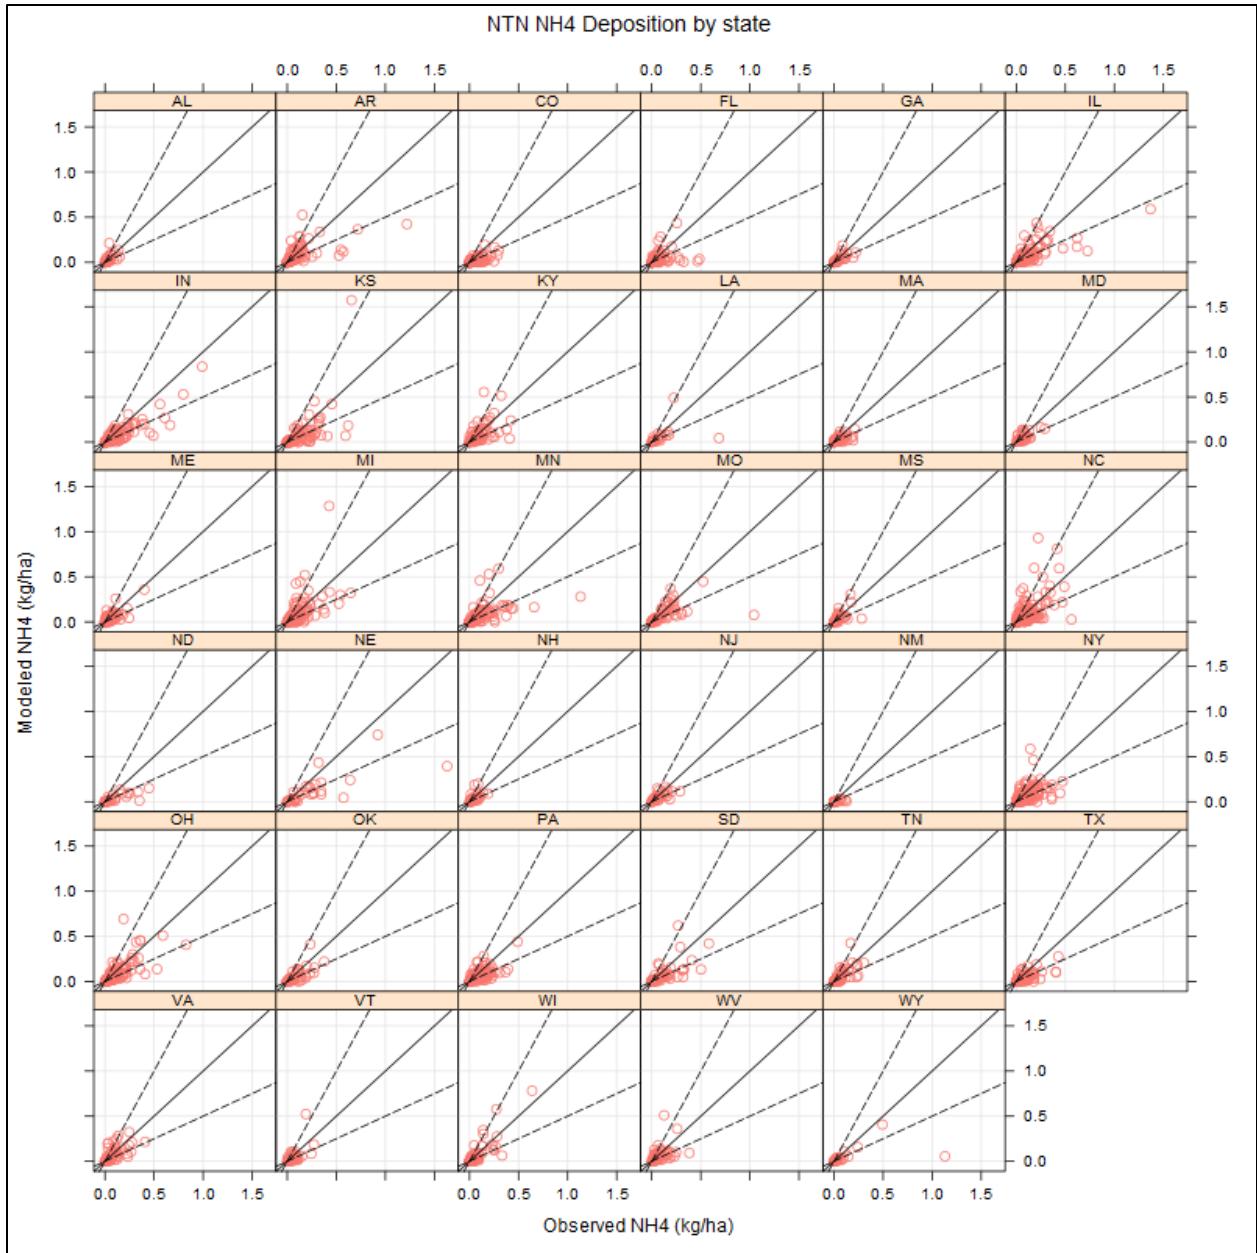 NTN NH4 Deposition by state
0.0 0.5 1.5 0.0 0.5 1.5 0.0 0.5 1.5
AL AR CO FL GA IL
1.5
1.0
0.5
0.0
IN KS KY LA MA MD
1.5
1.0
0.5
0.0
ME MI MN MO MS NC
1.5
1.0
0.5
0.0
ND NE NH NJ NM NY
1.5
1.0
0.5
0.0
OH OK PA SD TN TX
1.5
1.0
0.5
0.0
VA VT WI WV WY
1.5
1.0
0.5
0.0
0.0 0.5 1.0 1.5 0.0 0.5 1.0 1.5 0.0 0.5 1.0 1.5
Modeled NH4 (kg/ha)
Observed NH4 (kg/ha)